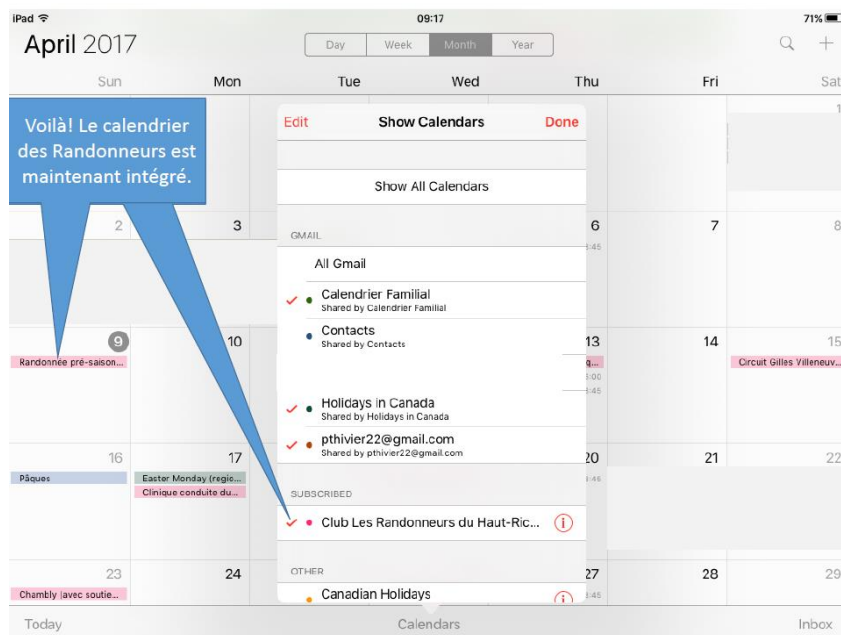 iPad 09:17 71%
April 2017
Day Week Month Year
Sun Mon Tue Wed Thu Fri Sat
Voilà! Le calendrier
des Randonneurs est
maintenant intégré.
Edit Show Calendars Done
1
Show All Calendars
2 3 6 7 8
GMAIL
All Gmail
Calendrier Familial
Shared by Calendrier Familial
Contacts
Shared by Contacts
9 10 13 14 15
Randonnée pré-saison... Circuit Gilles Villeneuv...
Holidays in Canada
Shared by Holidays in Canada
pthivier22@gmail.com
Shared by pthivier22@gmail.com
16 17 20 21 22
Pâques Easter Monday (regio...
Clinique conduite du...
SUBSCRIBED
Club Les Randonneurs du Haut-Ric...
23 24 27 28 29
OTHER
Chambly (avec soutie... Canadian Holidays
Today Calendars Inbox